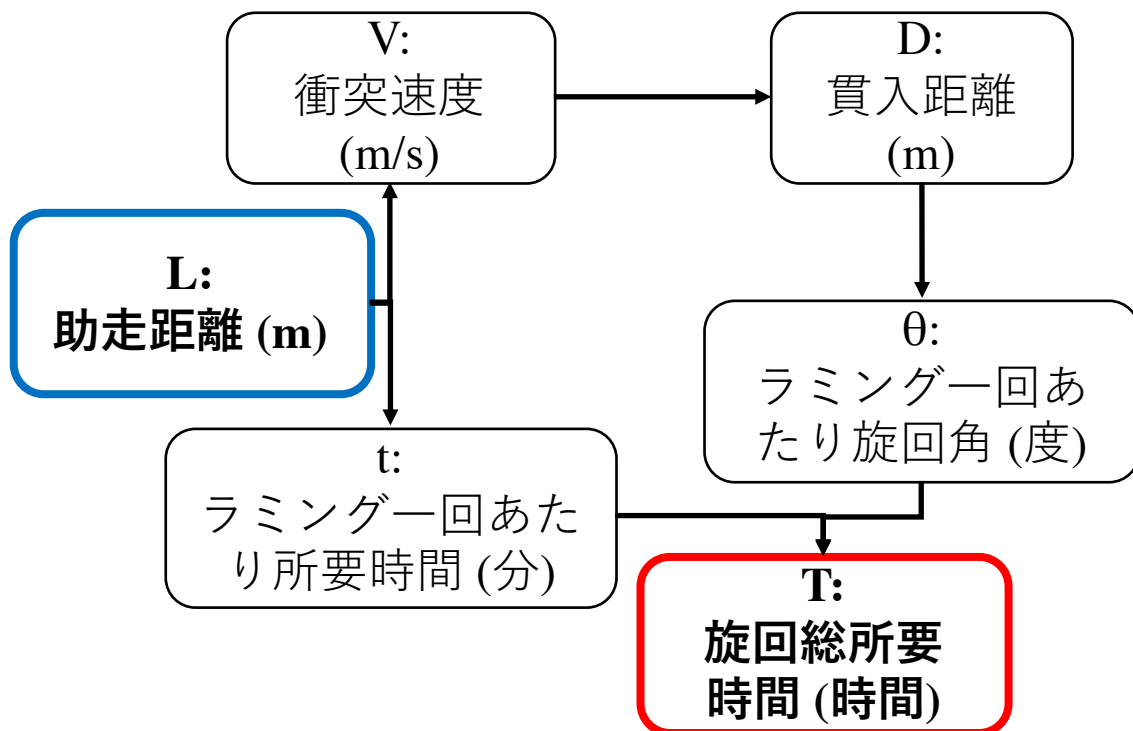 V:
衝突速度
(m/s)
D:
貫入距離
(m)
L:
助走距離 (m)
θ:
ラミング一回あ
たり旋回角 (度)
t:
ラミング一回あた
り所要時間 (分)
T:
旋回総所要
時間 (時間)